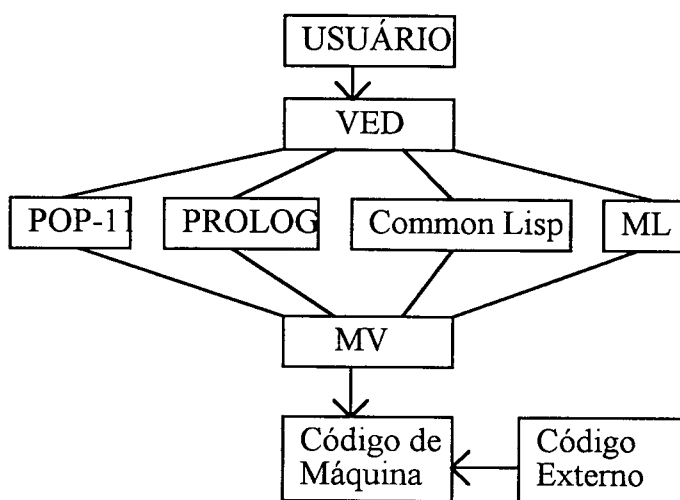 USUÁRIO
VED
POP-11
PROLOG
Common Lisp
ML
MV
Código de
Máquina
Código
Externo